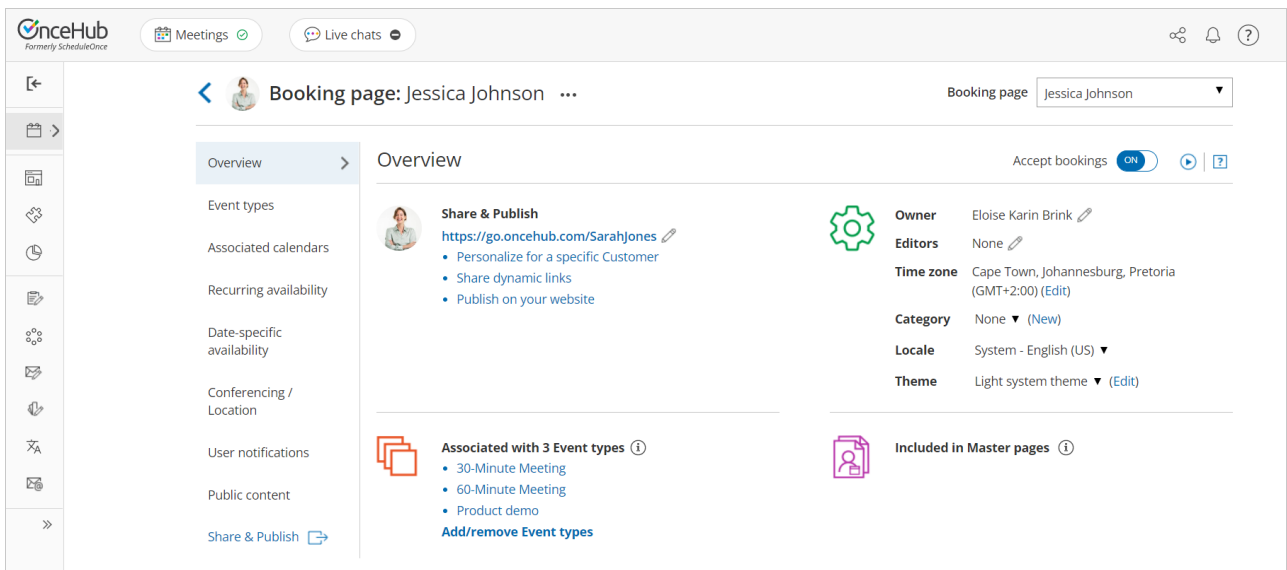 OnceHub
Formerly ScheduleOnce
Meetings
Live chats
?
Booking page: Jessica Johnson ...
Booking page
Jessica Johnson
Overview
Event types
Associated calendars
Recurring availability
Date-specific
availability
Conferencing /
Location
User notifications
Public content
Share & Publish
Overview
Accept bookings
ON
?
Share & Publish
https://go.oncehub.com/SarahJones
• Personalize for a specific Customer
• Share dynamic links
• Publish on your website
Owner Eloise Karin Brink
Editors None
Time zone Cape Town, Johannesburg, Pretoria
(GMT+2:00) (Edit)
Category None ▼ (New)
Locale System - English (US) ▼
Theme Light system theme ▼ (Edit)
Associated with 3 Event types
• 30-Minute Meeting
• 60-Minute Meeting
• Product demo
Add/remove Event types
Included in Master pages